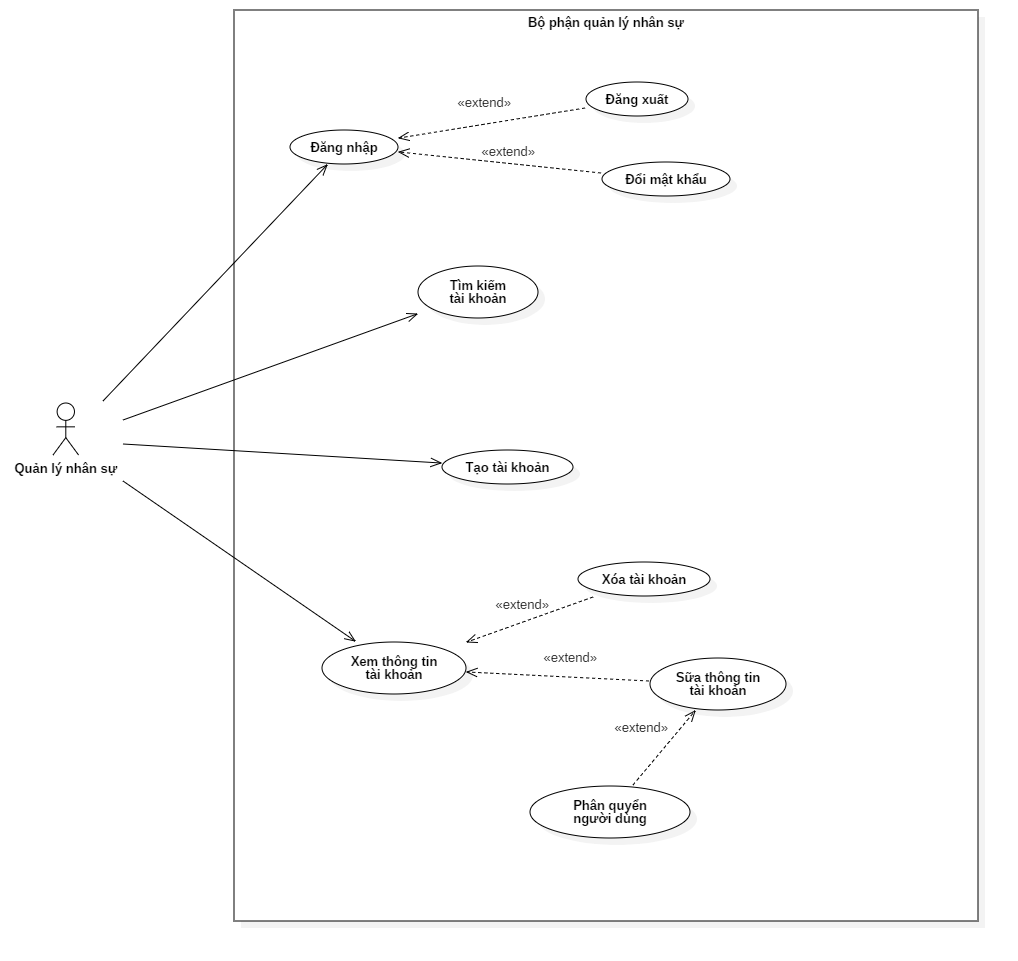 Bộ phận quản lý nhân sự
«extend»
Đăng xuất
Đăng nhập
«extend»
Đổi mật khẩu
Tìm kiếm
tài khoản
Quản lý nhân sự
Tạo tài khoản
Xóa tài khoản
«extend»
Xem thông tin
tài khoản
«extend»
Sữa thông tin
tài khoản
«extend»
Phân quyền
người dùng